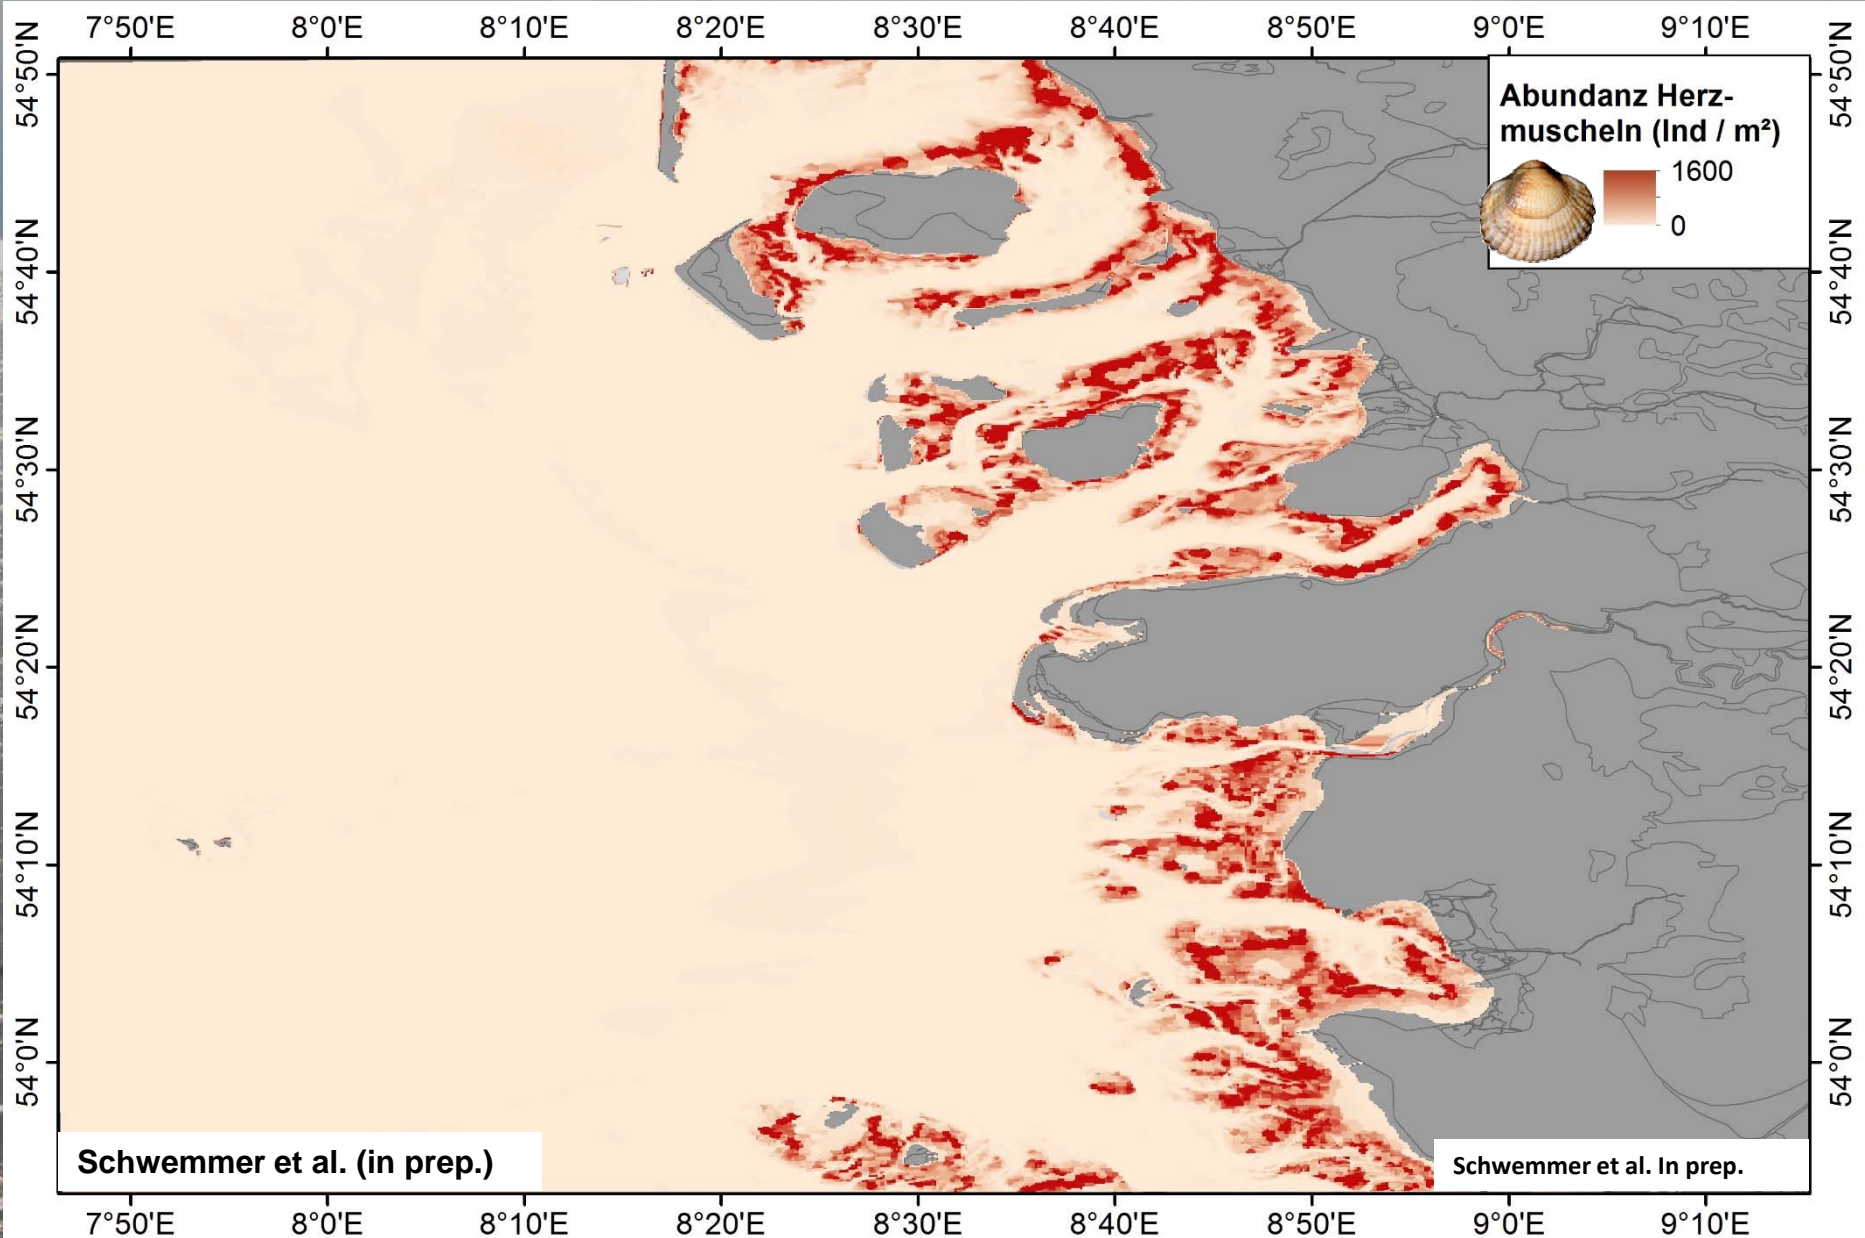 7°50'E 8°0'E 8°10'E 8°20'E 8°30'E 8°40'E 8°50'E 9°0'E 9°10'E
54°50'N
54°40'N
54°30'N
54°20'N
54°10'N
54°0'N
Abundanz Herz-
muscheln (Ind / m²)
1600
0
54°50'N
54°40'N
54°30'N
54°20'N
54°10'N
54°0'N
Schwemmer et al. (in prep.)
Schwemmer et al. In prep.
7°50'E 8°0'E 8°10'E 8°20'E 8°30'E 8°40'E 8°50'E 9°0'E 9°10'E